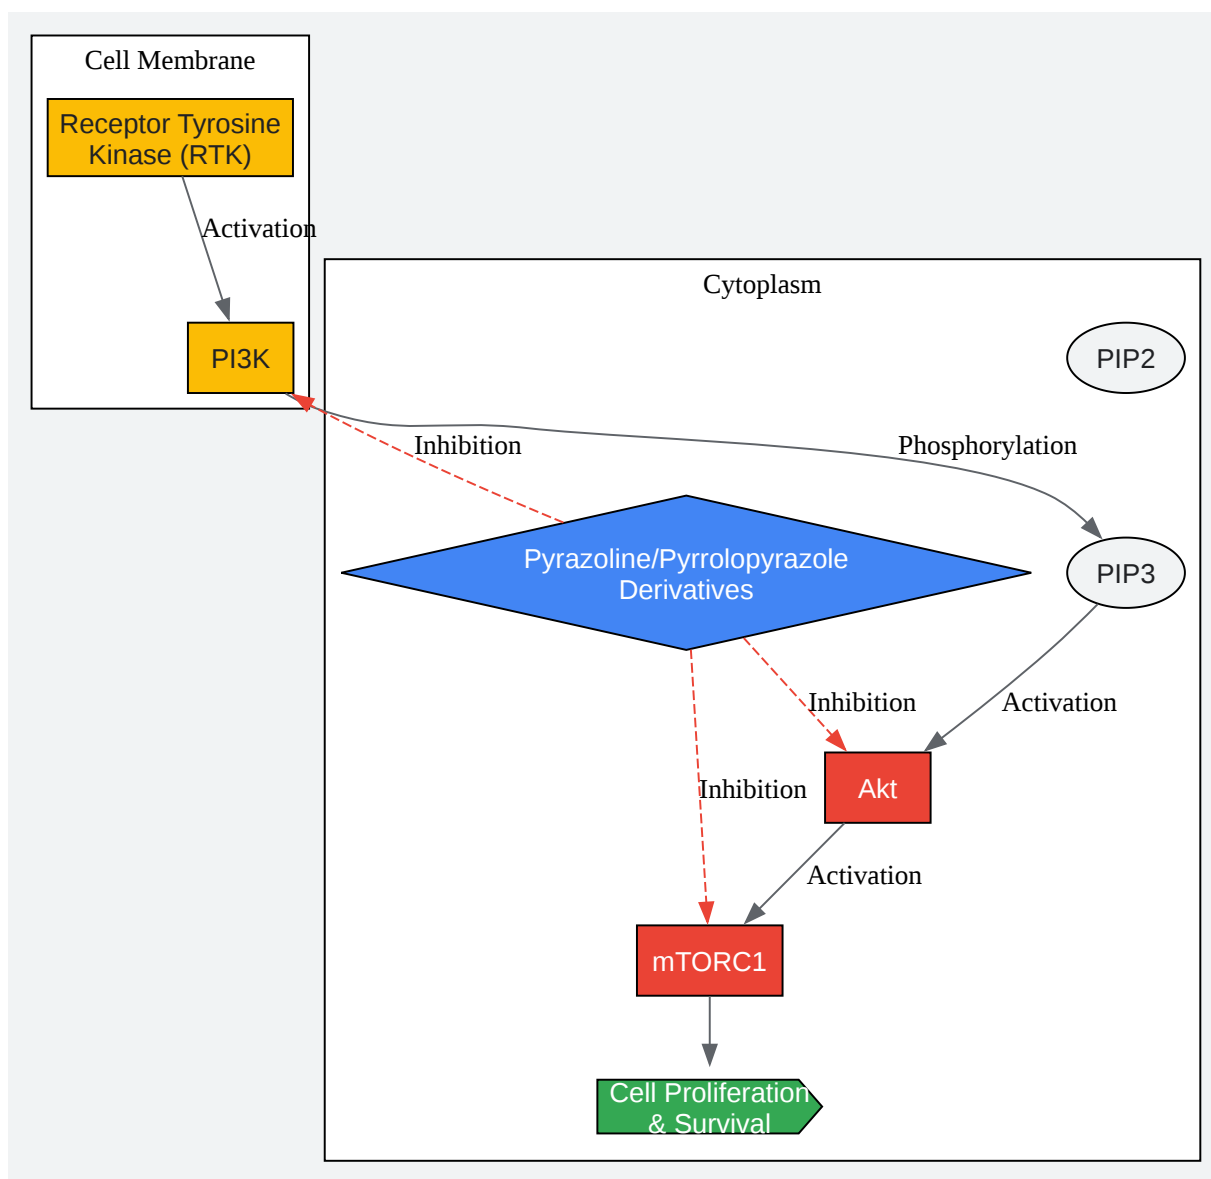 Cell Membrane
Receptor Tyrosine
Kinase (RTK)
Activation
Cytoplasm
PI3K
PIP2
Inhibition
Phosphorylation
Pyrazoline/Pyrrolopyrazole
Derivatives
PIP3
Inhibition
Activation
Inhibition
Akt
Activation
mTORC1
Cell Proliferation
& Survival